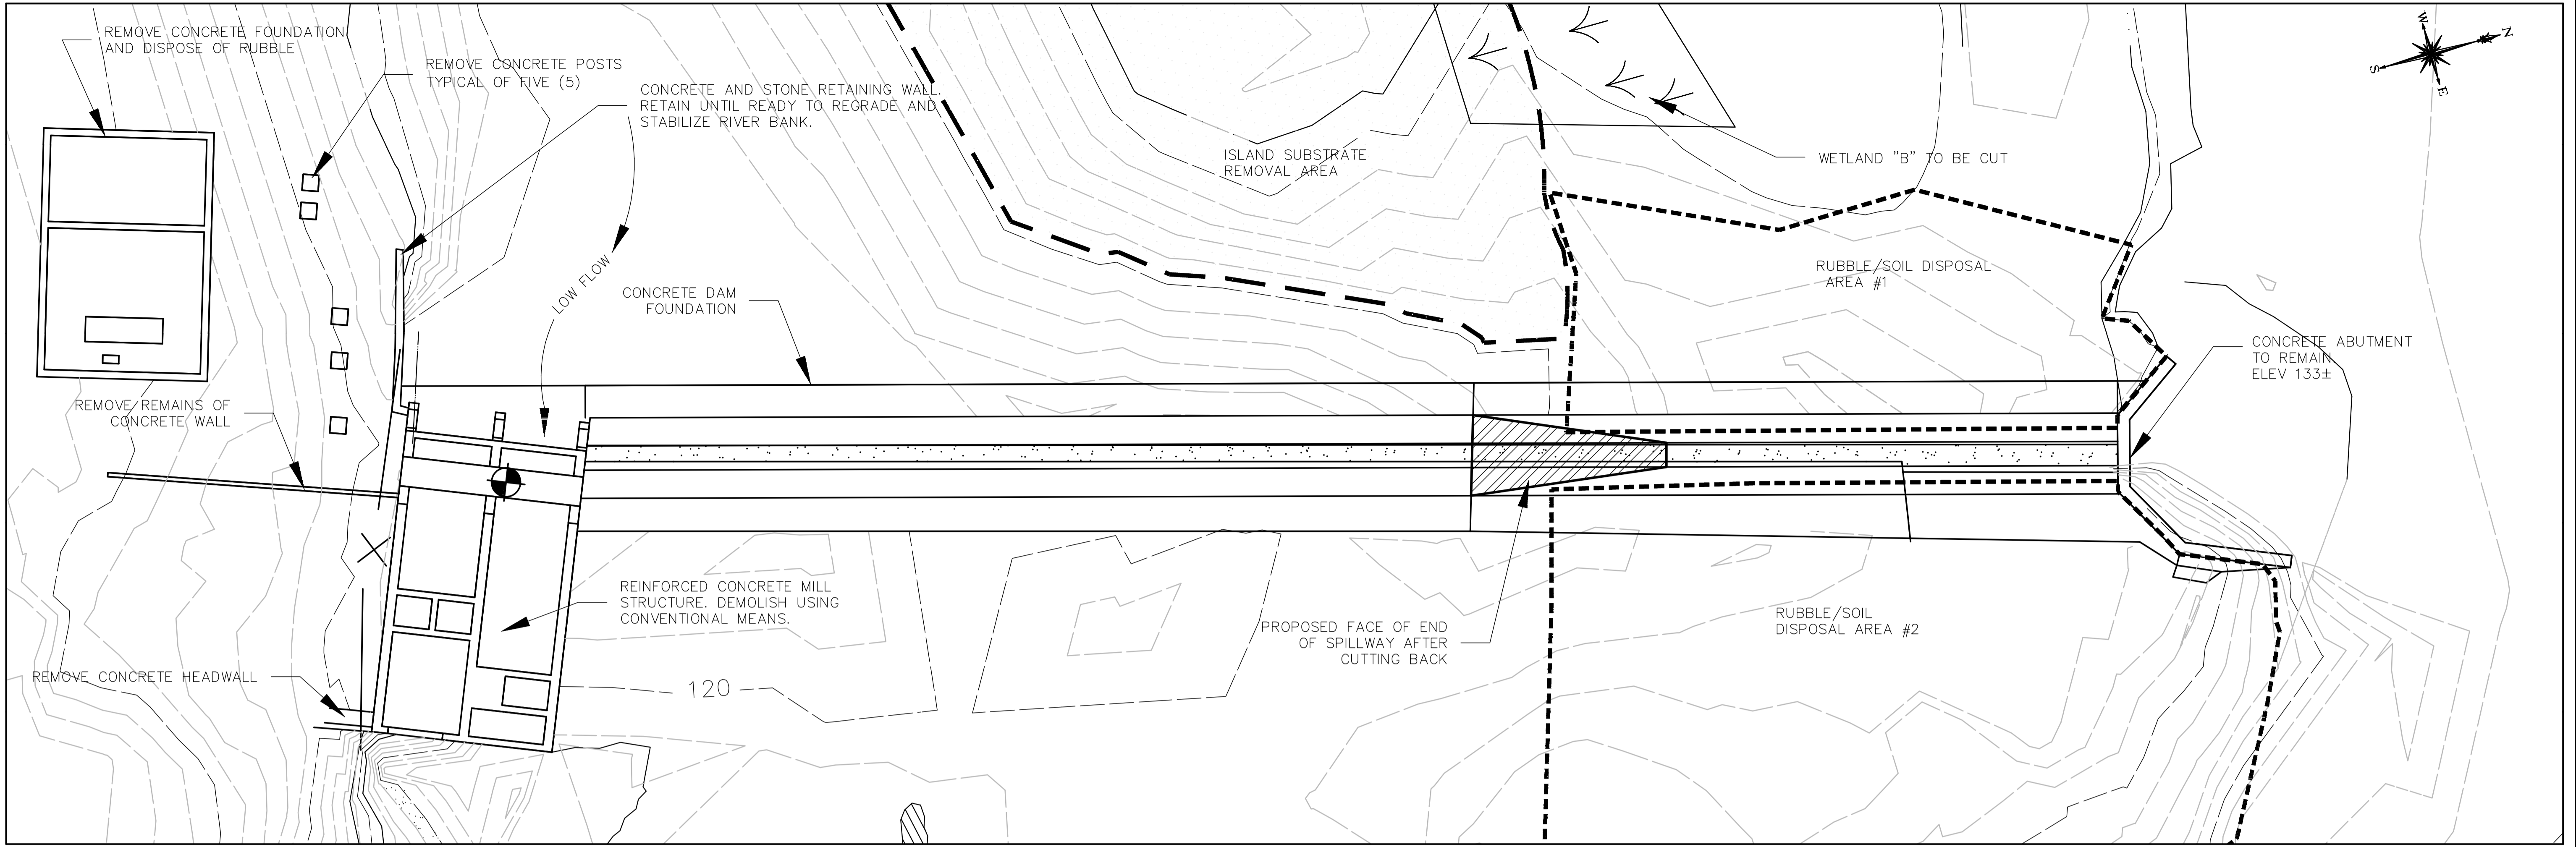 REMOVE CONCRETE FOUNDATION
AND DISPOSE OF RUBBLE
REMOVE CONCRETE POSTS
TYPICAL OF FIVE (5)
CONCRETE AND STONE RETAINING WALL.
RETAIN UNTIL READY TO REGRADE AND
STABILIZE RIVER BANK.
W
N
S
E
ISLAND SUBSTRATE
REMOVAL AREA
WETLAND "B" TO BE CUT
LOW FLOW
CONCRETE DAM
FOUNDATION
RUBBLE/SOIL DISPOSAL
AREA #1
CONCRETE ABUTMENT
TO REMAIN.
ELEV 133±
REMOVE REMAINS OF
CONCRETE WALL
REINFORCED CONCRETE MILL
STRUCTURE. DEMOLISH USING
CONVENTIONAL MEANS.
PROPOSED FACE OF END
OF SPILLWAY AFTER
CUTTING BACK
RUBBLE/SOIL
DISPOSAL AREA #2
REMOVE CONCRETE HEADWALL
120